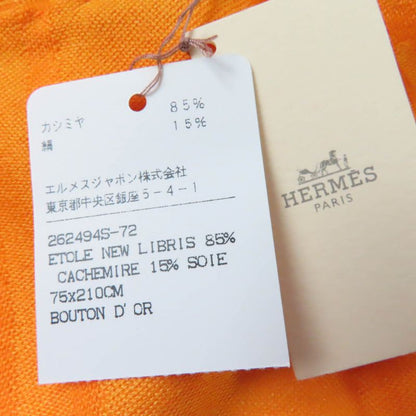 カシミヤ 85%
絹 15%
エルメスジャポン株式会社
東京都中央区銀座5-4-1
262494S-72
ETOLE NEW LIBRIS 85%
CACHEMIRE 15% SOIE
75x210CM
BOUTON D'OR
HERMÈS
PARIS